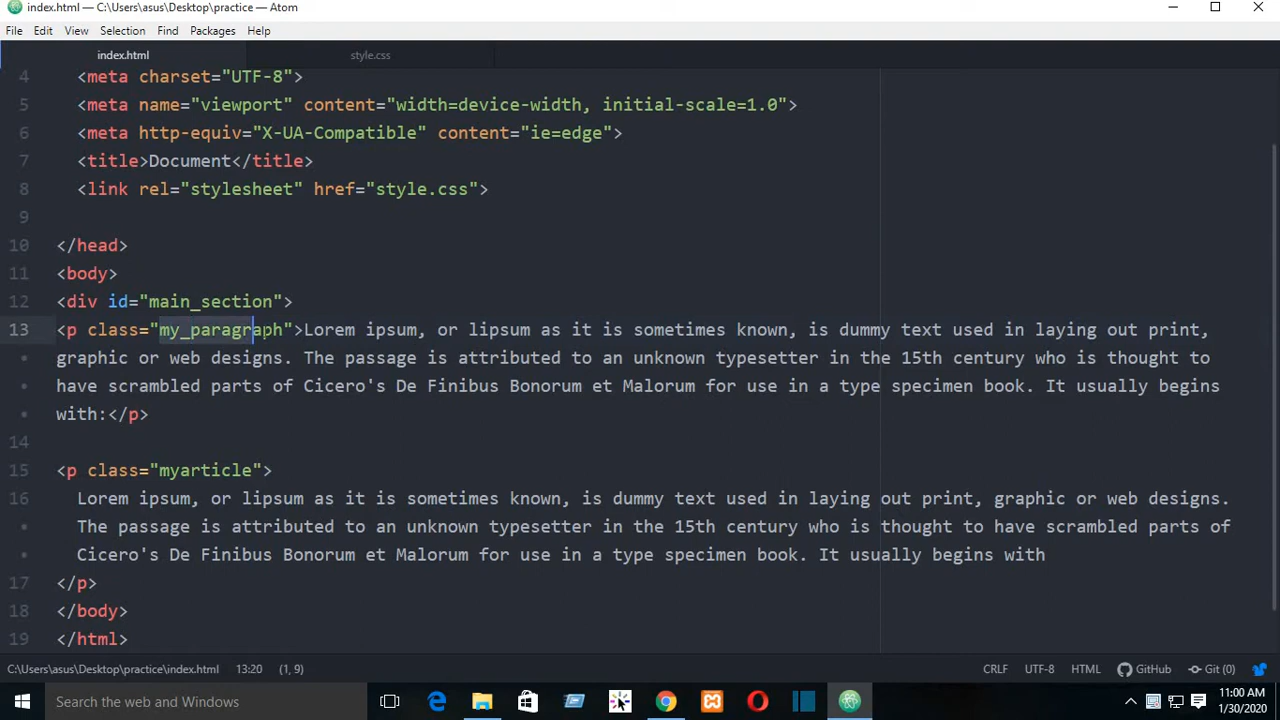 index.html — C:\Users\asus\Desktop\practice — Atom
File Edit View Selection Find Packages Help
index.html style.css
4 <meta charset="UTF-8">
5 <meta name="viewport" content="width=device-width, initial-scale=1.0">
6 <meta http-equiv="X-UA-Compatible" content="ie=edge">
7 <title>Document</title>
8 <link rel="stylesheet" href="style.css">
9
10 </head>
11 <body>
12 <div id="main_section">
13 <p class="my_paragraph">Lorem ipsum, or lipsum as it is sometimes known, is dummy text used in laying out print,
• graphic or web designs. The passage is attributed to an unknown typesetter in the 15th century who is thought to
• have scrambled parts of Cicero's De Finibus Bonorum et Malorum for use in a type specimen book. It usually begins
• with:</p>
14
15 <p class="myarticle">
16 Lorem ipsum, or lipsum as it is sometimes known, is dummy text used in laying out print, graphic or web designs.
• The passage is attributed to an unknown typesetter in the 15th century who is thought to have scrambled parts of
• Cicero's De Finibus Bonorum et Malorum for use in a type specimen book. It usually begins with
17 </p>
18 </body>
19 </html>
C:\Users\asus\Desktop\practice\index.html 13:20 (1, 9) CRLF UTF-8 HTML GitHub Git (0)
Search the web and Windows
11:00 AM
1/30/2020